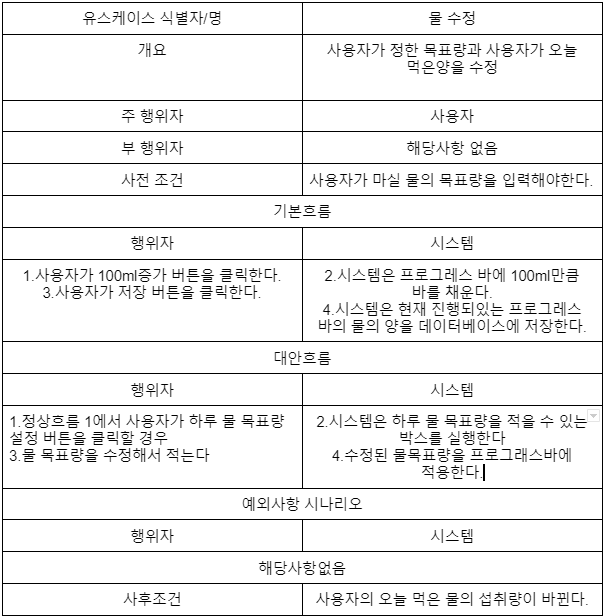 유스케이스 식별자/명 물 수정
개요 사용자가 정한 목표량과 사용자가 오늘
먹은양을 수정
주 행위자 사용자
부 행위자 해당사항 없음
사전 조건 사용자가 마실 물의 목표량을 입력해야한다.
기본흐름
행위자 시스템
1.사용자가 100ml증가 버튼을 클릭한다.
3.사용자가 저장 버튼을 클릭한다.
2.시스템은 프로그레스 바에 100ml만큼
바를 채운다.
4.시스템은 현재 진행되있는 프로그레스
바의 물의 양을 데이터베이스에 저장한다.
대안흐름
행위자 시스템
1.정상흐름 1에서 사용자가 하루 물 목표량
설정 버튼을 클릭할 경우
3.물 목표량을 수정해서 적는다
2.시스템은 하루 물 목표량을 적을 수 있는
박스를 실행한다
4.수정된 물목표량을 프로그래스바에
적용한다.
예외사항 시나리오
행위자 시스템
해당사항없음
사후조건 사용자의 오늘 먹은 물의 섭취량이 바뀐다.